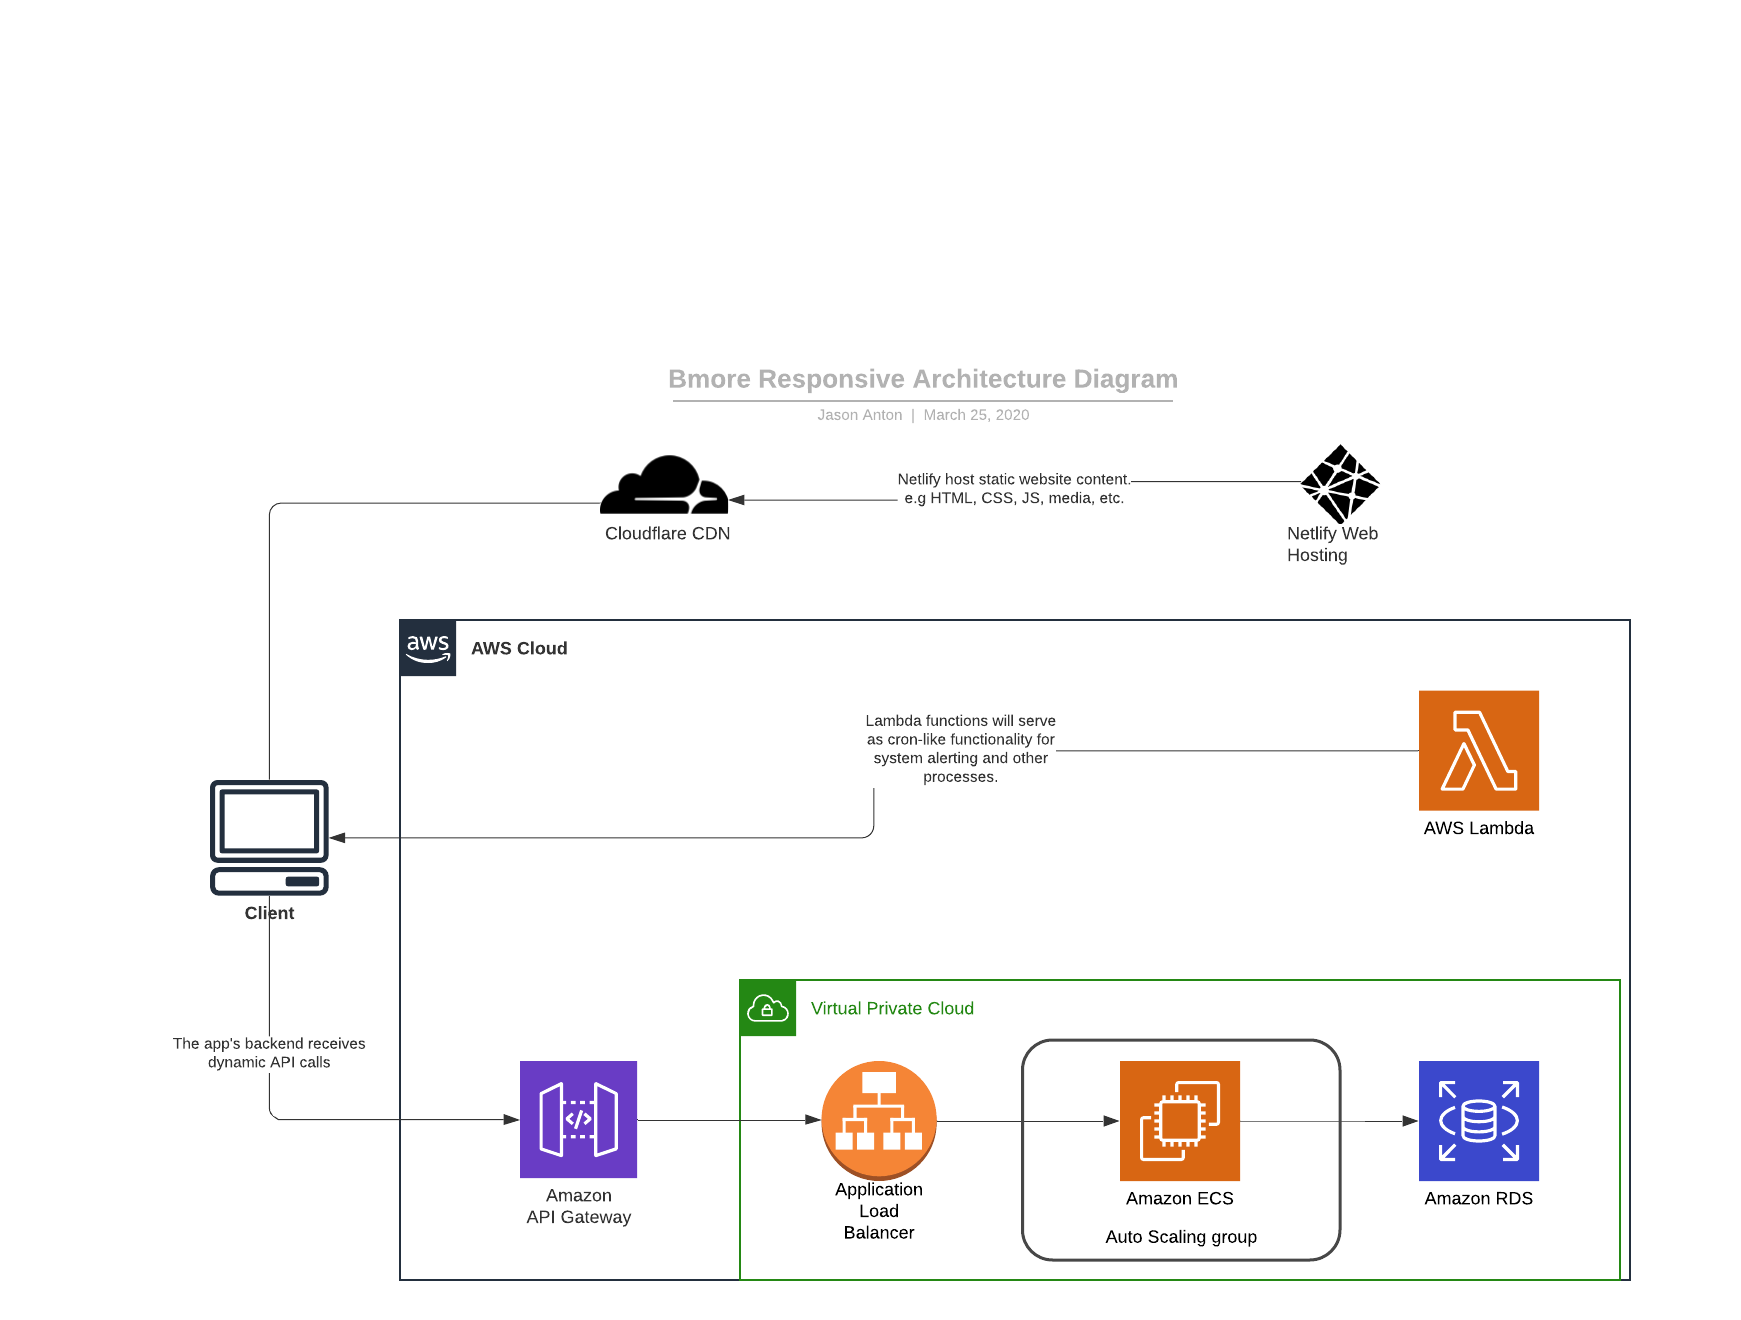 Bmore Responsive Architecture Diagram
Jason Anton | March 25, 2020
Netlify host static website content.
e.g HTML, CSS, JS, media, etc.
Cloudflare CDN
Netlify Web
Hosting
aws
AWS Cloud
Lambda functions will serve
as cron-like functionality for
system alerting and other
processes.
AWS Lambda
Client
Virtual Private Cloud
The app's backend receives
dynamic API calls
Amazon
API Gateway
Application
Load
Balancer
Amazon ECS
Auto Scaling group
Amazon RDS